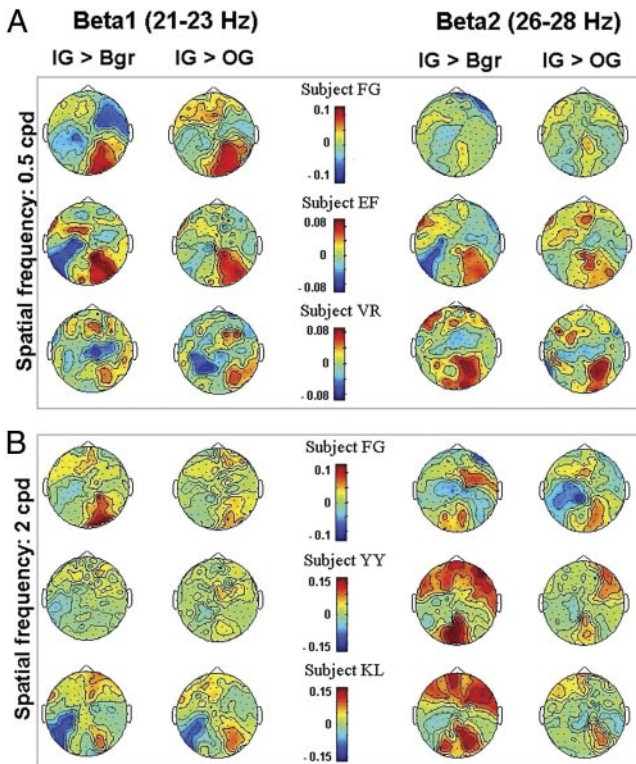 A
Beta1 (21-23 Hz) Beta2 (26-28 Hz)
IG > Bgr IG > OG IG > Bgr IG > OG
Spatial frequency: 0.5 cpd
Subject FG
0.1
0
- 0.1
Subject EF
0.08
0
- 0.08
Subject VR
0.08
0
- 0.08
B
Spatial frequency: 2 cpd
Subject FG
0.1
0
- 0.1
Subject YY
0.15
0
- 0.15
Subject KL
0.15
0
- 0.15